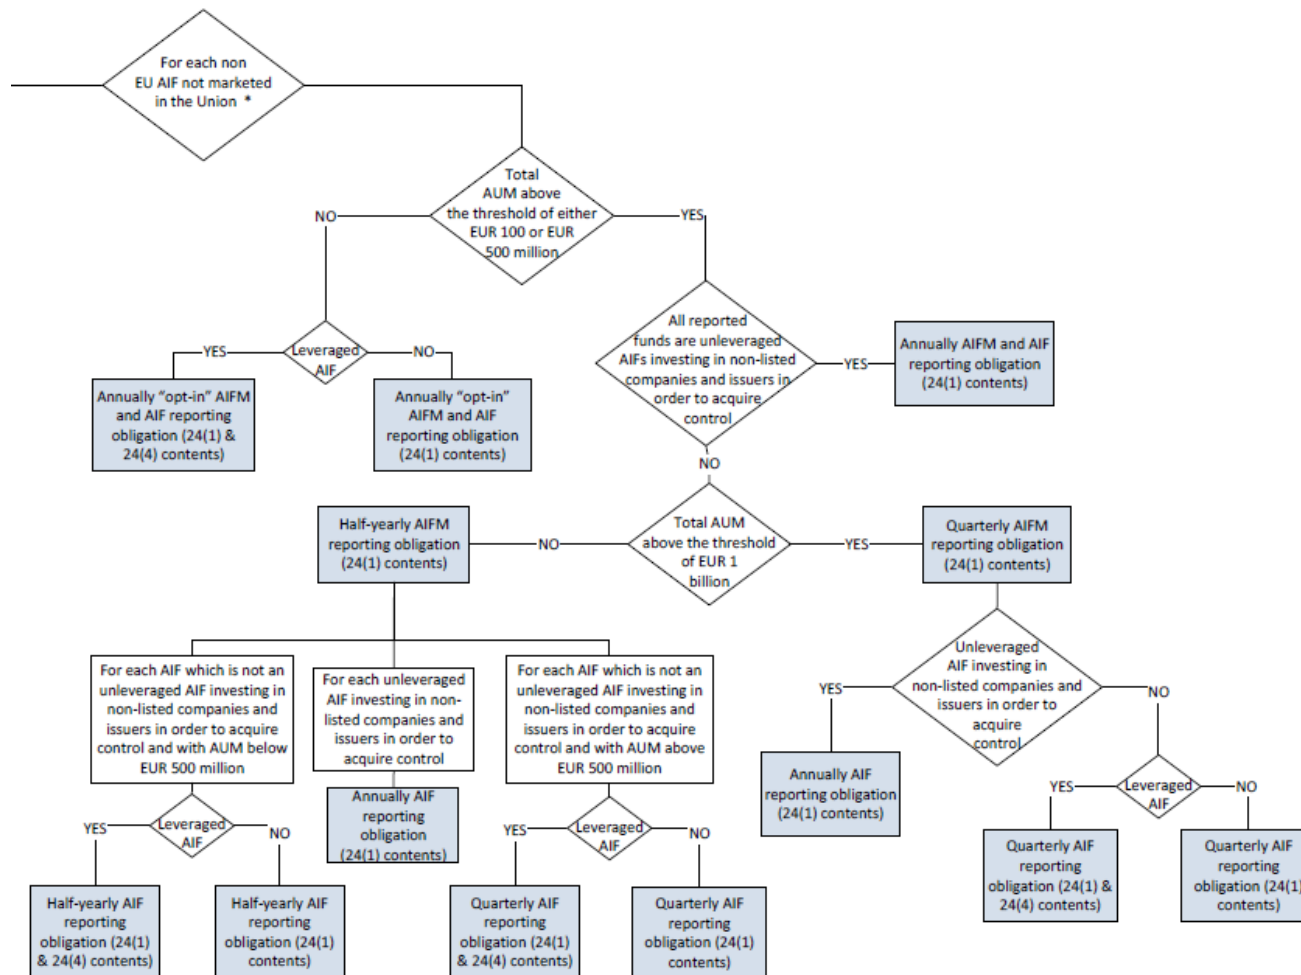 For each non
EU AIF not marketed
in the Union *
Total
AUM above
the threshold of either
EUR 100 or EUR
500 million
NO
YES
Leveraged
AIF
YES
NO
Annually “opt-in” AIFM
and AIF reporting
obligation (24(1) &
24(4) contents)
Annually “opt-in”
AIFM and AIF
reporting obligation
(24(1) contents)
All reported
funds are unleveraged
AIFs investing in non-listed
companies and issuers in
order to acquire
control
YES
Annually AIFM and AIF
reporting obligation
(24(1) contents)
NO
Total AUM
above the threshold
of EUR 1
billion
NO
YES
Half-yearly AIFM
reporting obligation
(24(1) contents)
Quarterly AIFM
reporting obligation
(24(1) contents)
For each AIF which is not an
unleveraged AIF investing in
non-listed companies and
issuers in order to acquire
control and with AUM below
EUR 500 million
For each unleveraged
AIF investing in non-
listed companies and
issuers in order to
acquire control
For each AIF which is not an
unleveraged AIF investing in
non-listed companies and
issuers in order to acquire
control and with AUM above
EUR 500 million
Unleveraged
AIF investing in
non-listed companies and
issuers in order to
acquire
control
YES
NO
Annually AIF
reporting obligation
(24(1) contents)
Leveraged
AIF
YES
NO
Quarterly AIF
reporting
obligation (24(1) &
24(4) contents)
Quarterly AIF
reporting
obligation (24(1)
contents)
Leveraged
AIF
YES
NO
Annually AIF
reporting
obligation
(24(1) contents)
Leveraged
AIF
YES
NO
Half-yearly AIF
reporting
obligation (24(1)
& 24(4) contents)
Half-yearly AIF
reporting
obligation (24(1)
contents)
Quarterly AIF
reporting
obligation (24(1)
& 24(4) contents)
Quarterly AIF
reporting
obligation (24(1)
contents)